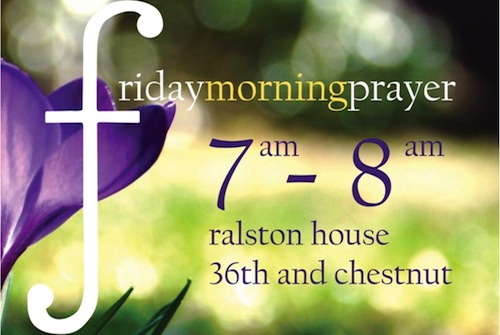 fridaymorningprayer
7am - 8am
ralston house
36th and chestnut